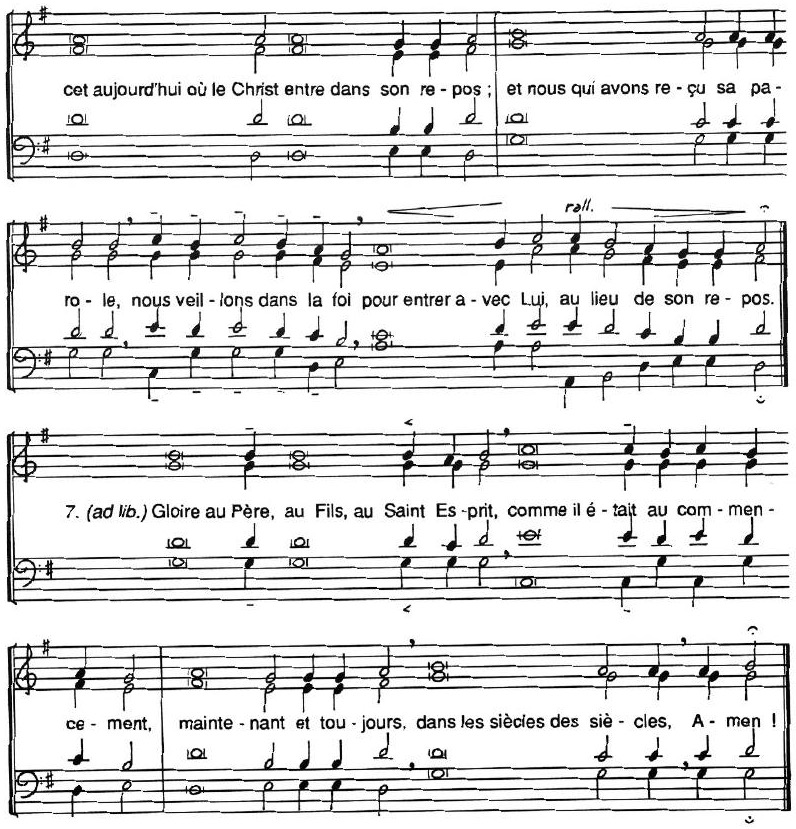 cet aujourd'hui où le Christ entre dans son re - pos ; et nous qui avons re - çu sa pa -
rall.
ro - le, nous veil - lons dans la foi pour entrer a - vec Lui, au lieu de son re - pos.
7. (ad lib.) Gloire au Père, au Fils, au Saint Es - prit, comme il é - tait au com - men -
ce - ment, mainte - nant et tou - jours, dans les siècles des siè - cles, A - men !